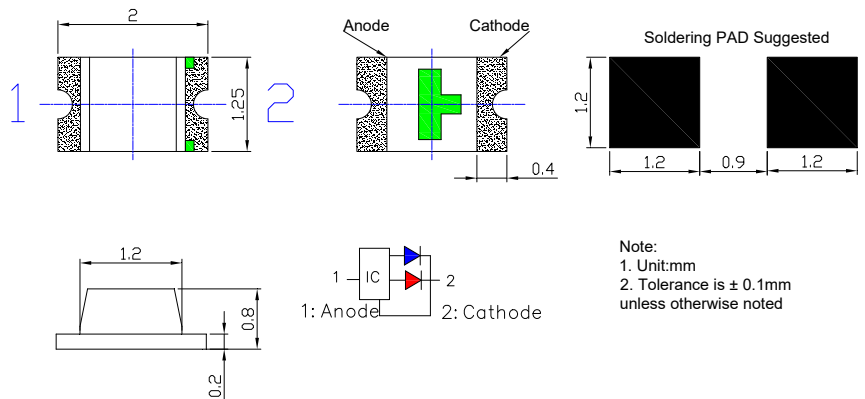 2
1
1.25
2
Anode
Cathode
0.4
Soldering PAD Suggested
1.2
1.2
0.9
1.2
1.2
0.8
0.2
1
IC
2
1: Anode
2: Cathode
Note:
1. Unit:mm
2. Tolerance is ± 0.1mm
unless otherwise noted